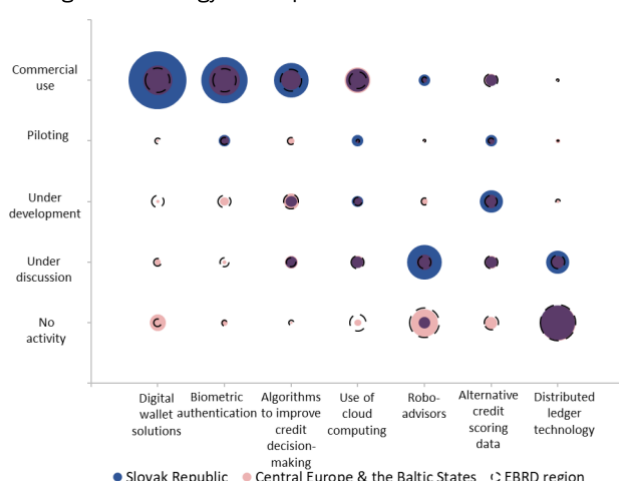 Commercial
use
Piloting
Under
development
Under
discussion
No
activity
Digital
wallet
solutions
Biometric
authentication
Algorithms
to improve
credit
decision-
making
Use of
cloud
computing
Robo-
advisors
Alternative
credit
scoring
data
Distributed
ledger
technology
Slovak Republic
Central Europe & the Baltic States
EBRD region